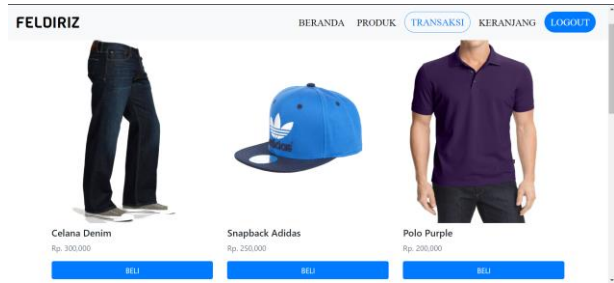 FELDIRIZ BERANDA PRODUK TRANSAKSI KERANJANG LOGOUT
adidas
Celana Denim Snapback Adidas Polo Purple
Rp. 300,000 Rp. 250,000 Rp. 200,000
BELI BELI BELI